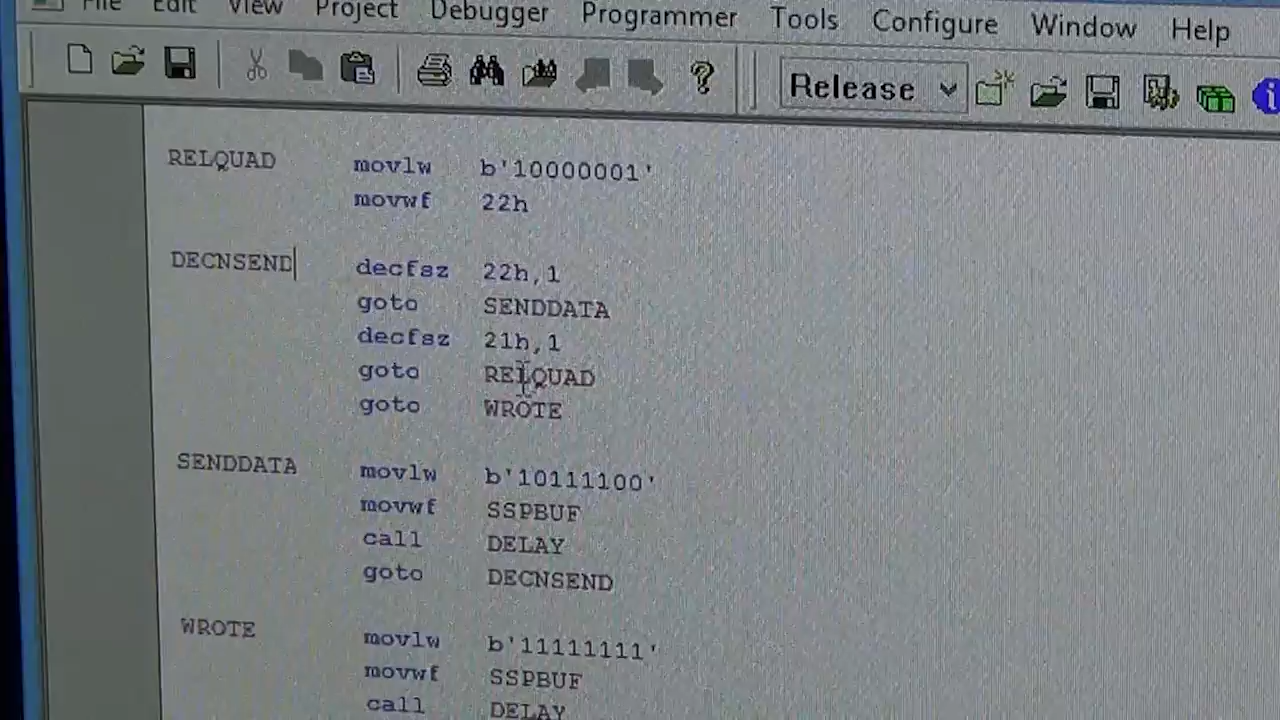 File Edit View Project Debugger Programmer Tools Configure Window Help
Release
RELQUAD movlw b'10000001'
movwf 22h
DECNSEND decfsz 22h,1
goto SENDDATA
decfsz 21h,1
goto RELQUAD
goto WROTE
SENDDATA movlw b'10111100'
movwf SSPBUF
call DELAY
goto DECNSEND
WROTE movlw b'11111111'
movwf SSPBUF
call DELAY